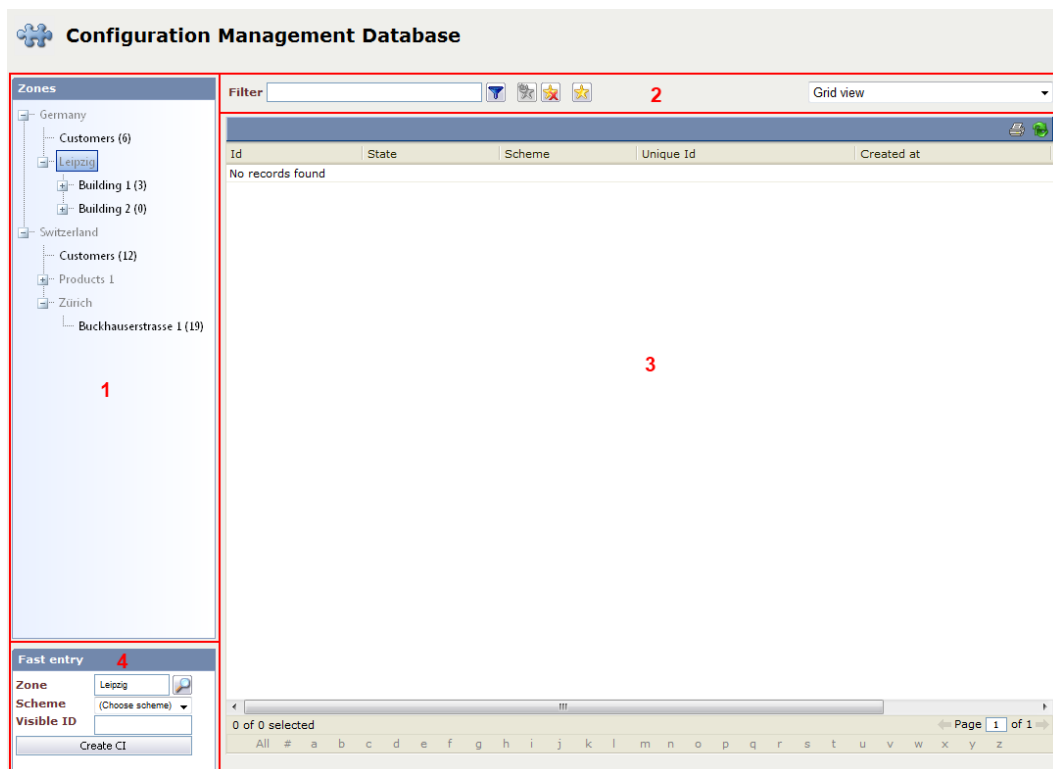 Configuration Management Database
Zones
Germany
Customers (6)
Leipzig
Building 1 (3)
Building 2 (0)
Switzerland
Customers (12)
Products 1
Zürich
Buckhauserstrasse 1 (19)
1
Filter
2
Grid view
Id State Scheme Unique Id Created at
No records found
3
Fast entry 4
Zone Leipzig
Scheme (Choose scheme)
Visible ID
Create CI
0 of 0 selected Page 1 of 1
All # a b c d e f g h i j k l m n o p q r s t u v w x y z